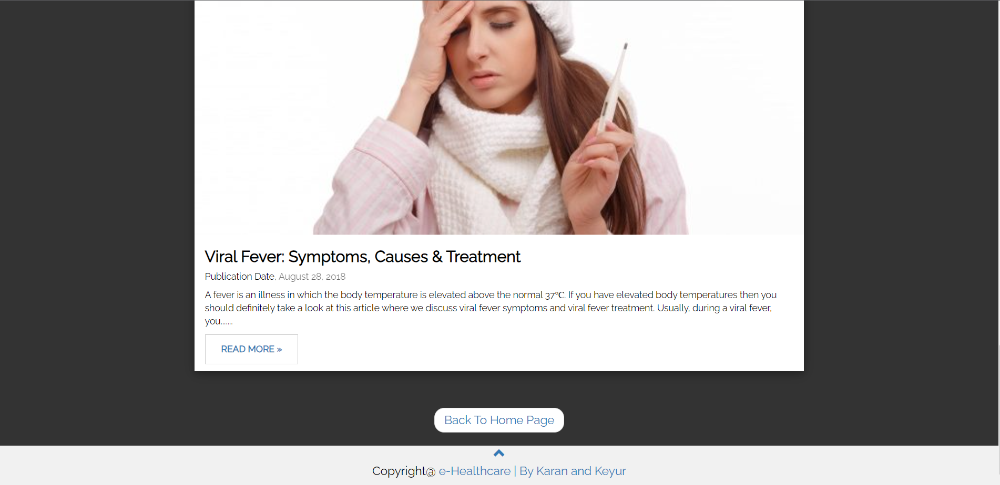 Viral Fever: Symptoms, Causes & Treatment
Publication Date, August 28, 2018
A fever is an illness in which the body temperature is elevated above the normal 37°C. If you have elevated body temperatures then you
should definitely take a look at this article where we discuss viral fever symptoms and viral fever treatment. Usually, during a viral fever,
you.......
READ MORE »
Back To Home Page
Copyright@ e-Healthcare | By Karan and Keyur